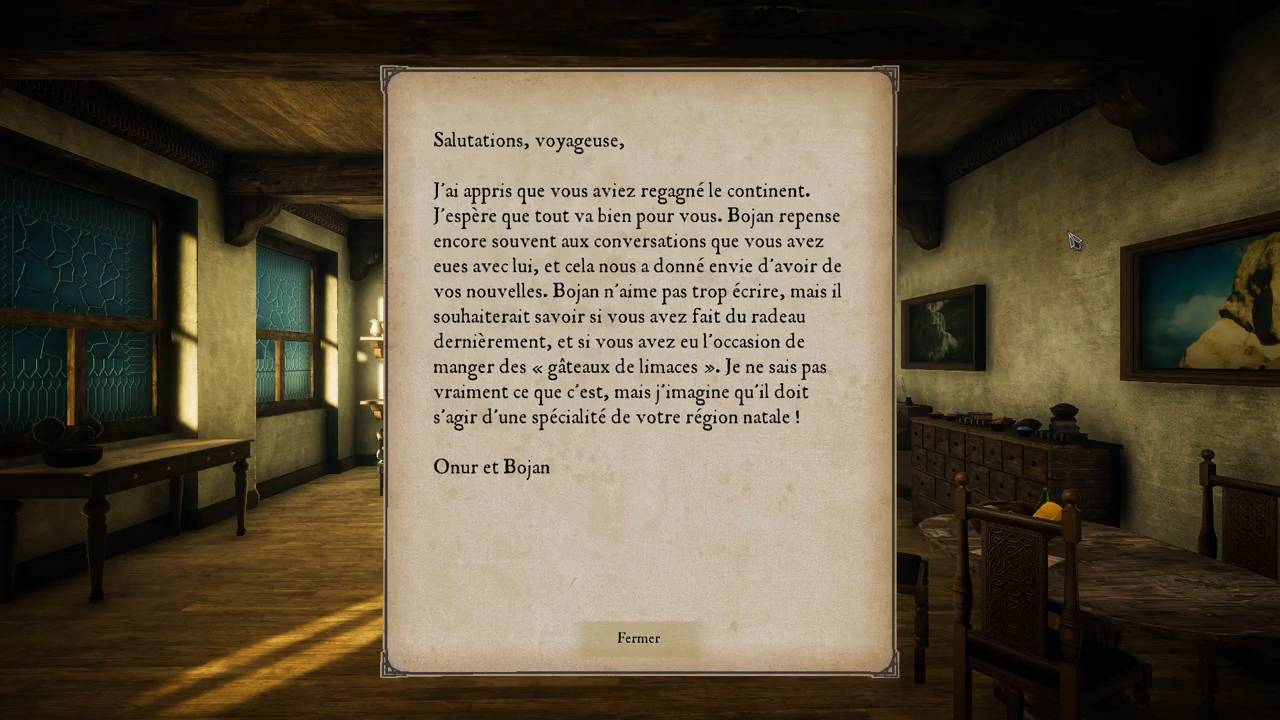 Salutations, voyageuse,
J'ai appris que vous aviez regagné le continent.
J'espère que tout va bien pour vous. Bojan repense
encore souvent aux conversations que vous avez
eues avec lui, et cela nous a donné envie d'avoir de
vos nouvelles. Bojan n'aime pas trop écrire, mais il
souhaiterait savoir si vous avez fait du radeau
dernièrement, et si vous avez eu l'occasion de
manger des « gâteaux de limaces ». Je ne sais pas
vraiment ce que c'est, mais j'imagine qu'il doit
s'agir d'une spécialité de votre région natale !
Onur et Bojan
Fermer